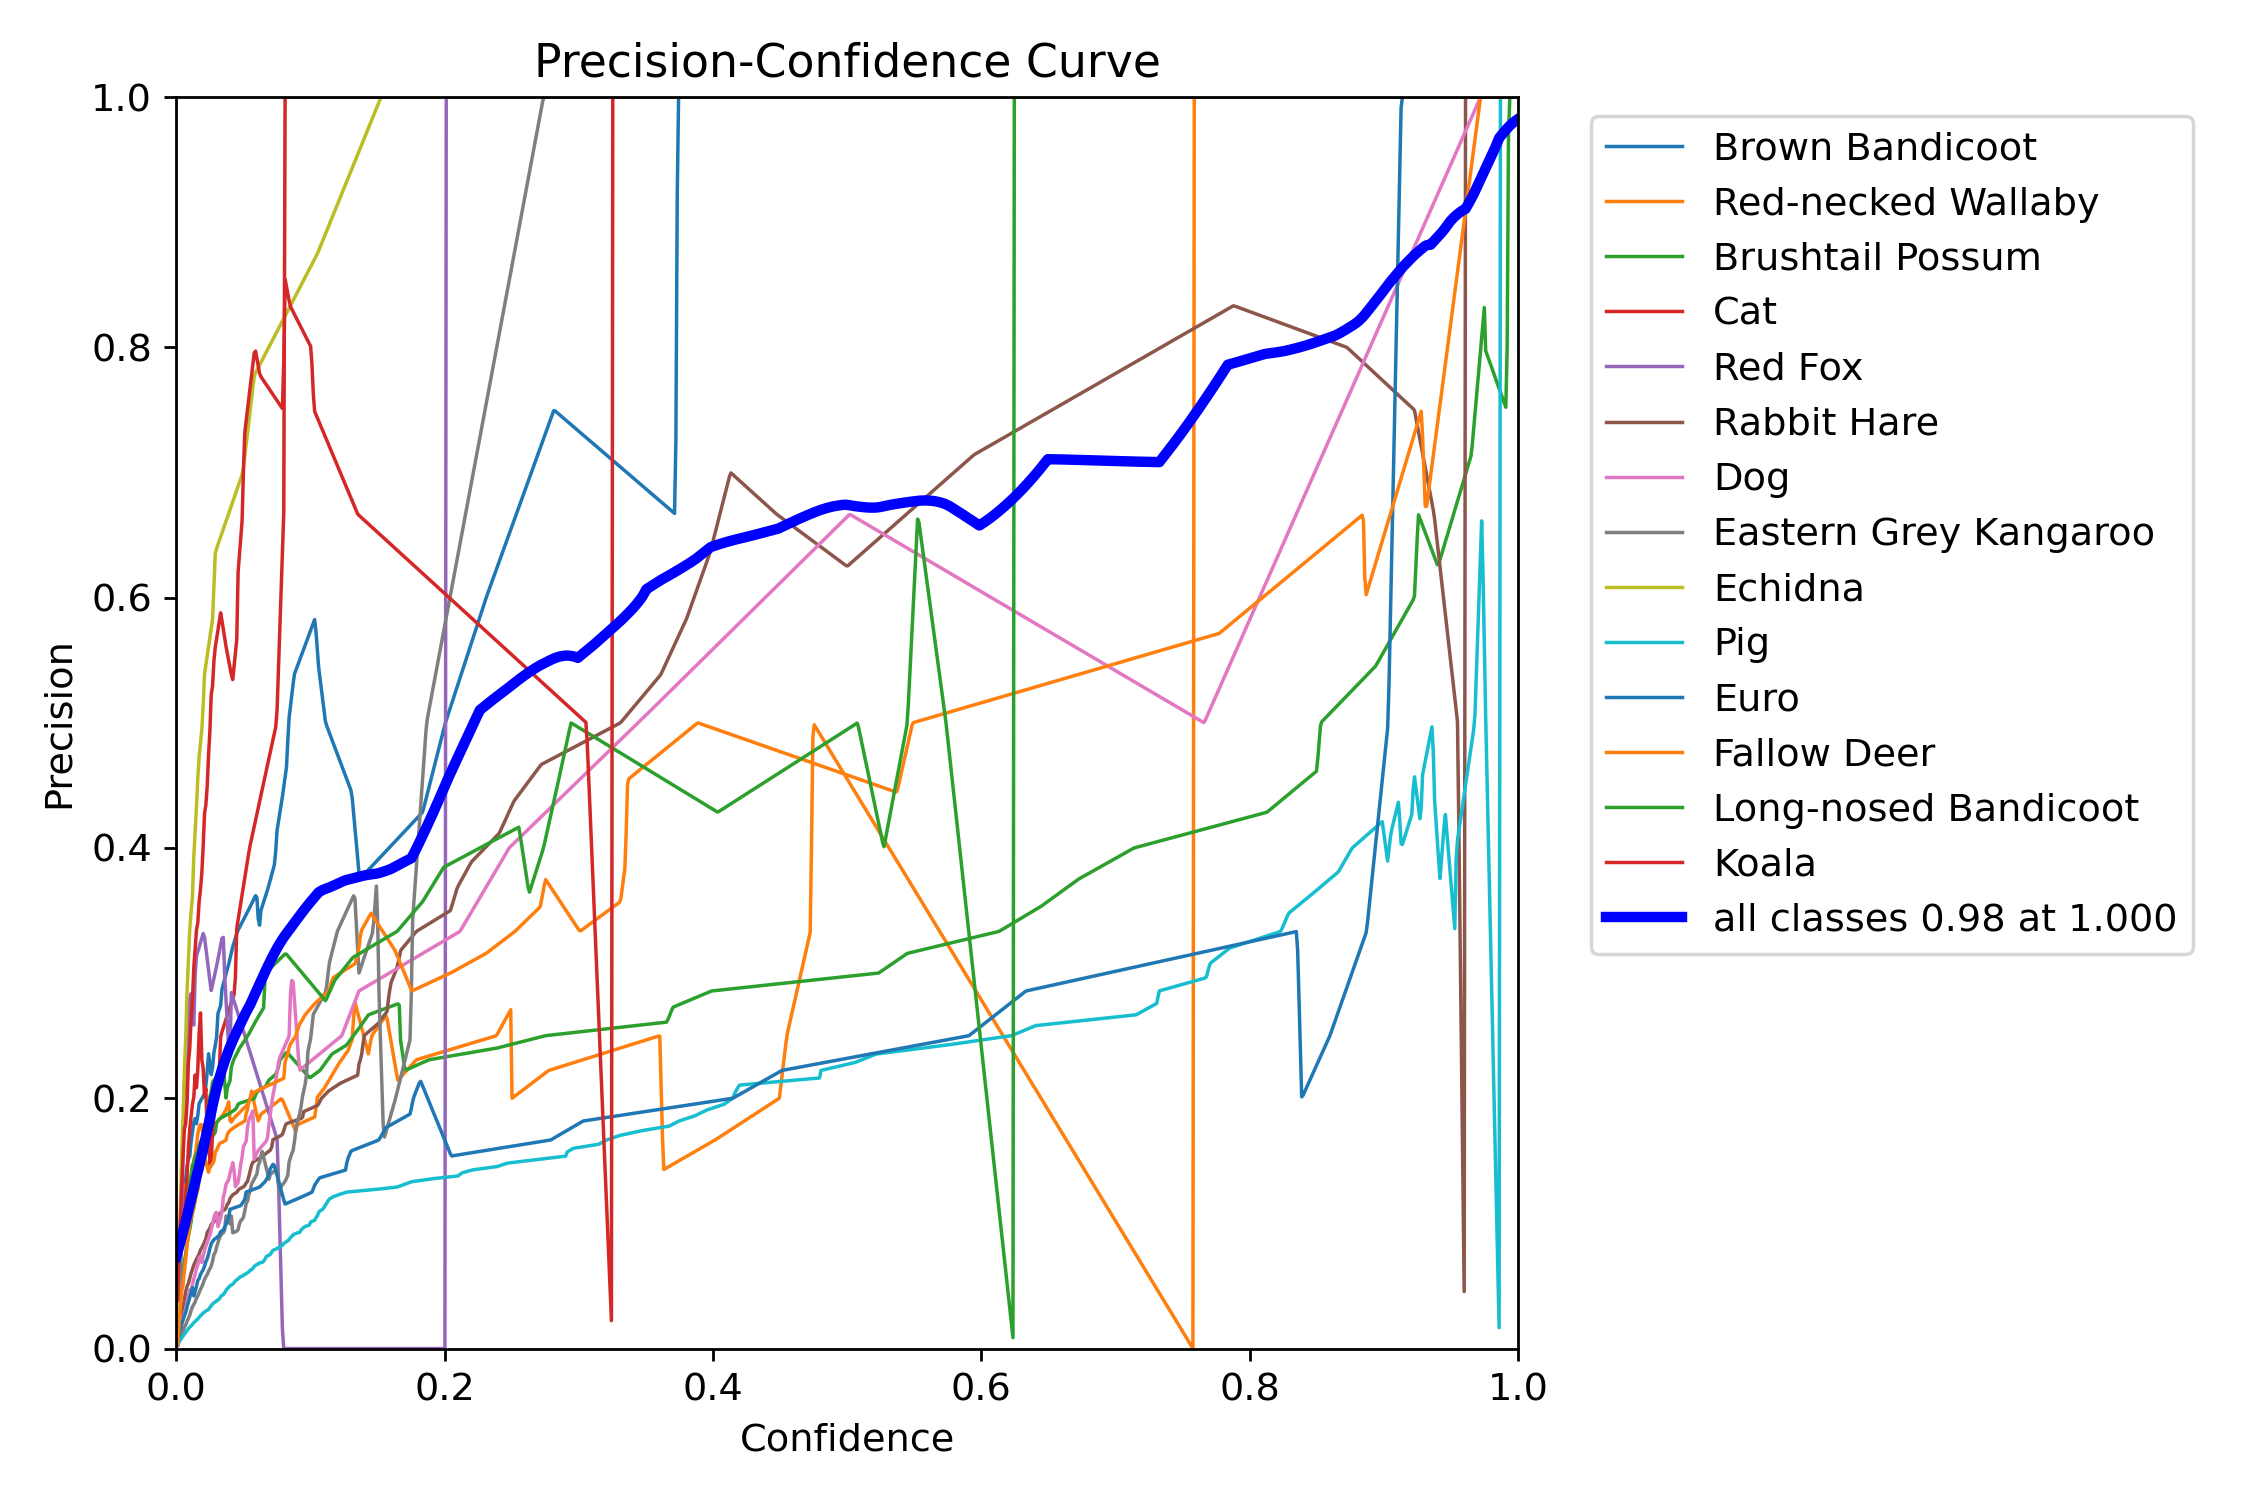 Precision-Confidence Curve
1.0
0.8
0.6
0.4
0.2
0.0
Precision
0.0 0.2 0.4 0.6 0.8 1.0
Confidence
Brown Bandicoot
Red-necked Wallaby
Brushtail Possum
Cat
Red Fox
Rabbit Hare
Dog
Eastern Grey Kangaroo
Echidna
Pig
Euro
Fallow Deer
Long-nosed Bandicoot
Koala
all classes 0.98 at 1.000